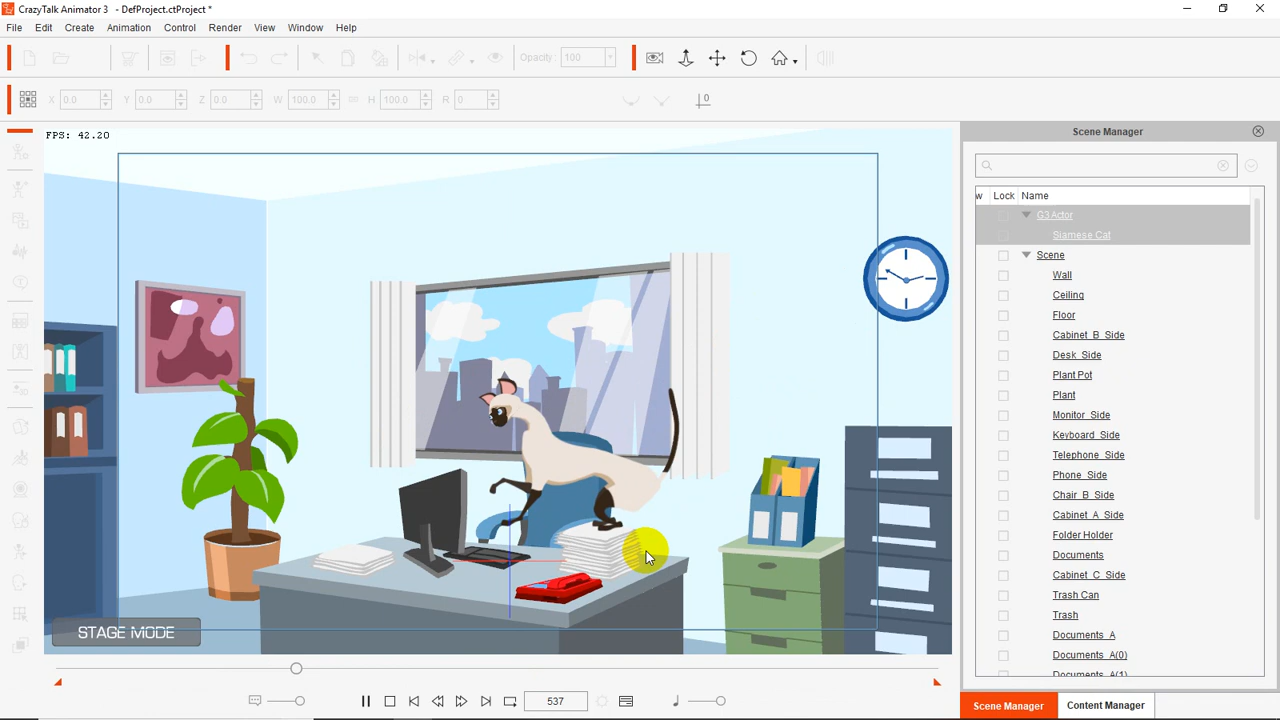 CrazyTalk Animator 3 - DefProject.ctProject *
File Edit Create Animation Control Render View Window Help
Opacity : 100
X 0.0 Y 0.0 Z 0.0 W 100.0 H 100.0 R 0
0
FPS: 42.20
Scene Manager
w Lock Name
G3 Actor
Siamese Cat
Scene
Wall
Ceiling
Floor
Cabinet_B_Side
Desk_Side
Plant Pot
Plant
Monitor_Side
Keyboard_Side
Telephone_Side
Phone_Side
Chair_B_Side
Cabinet_A_Side
Folder Holder
Documents
Cabinet_C_Side
Trash Can
Trash
Documents_A
Documents_A(0)
Documents_A(1)
STAGE MODE
537
Scene Manager Content Manager